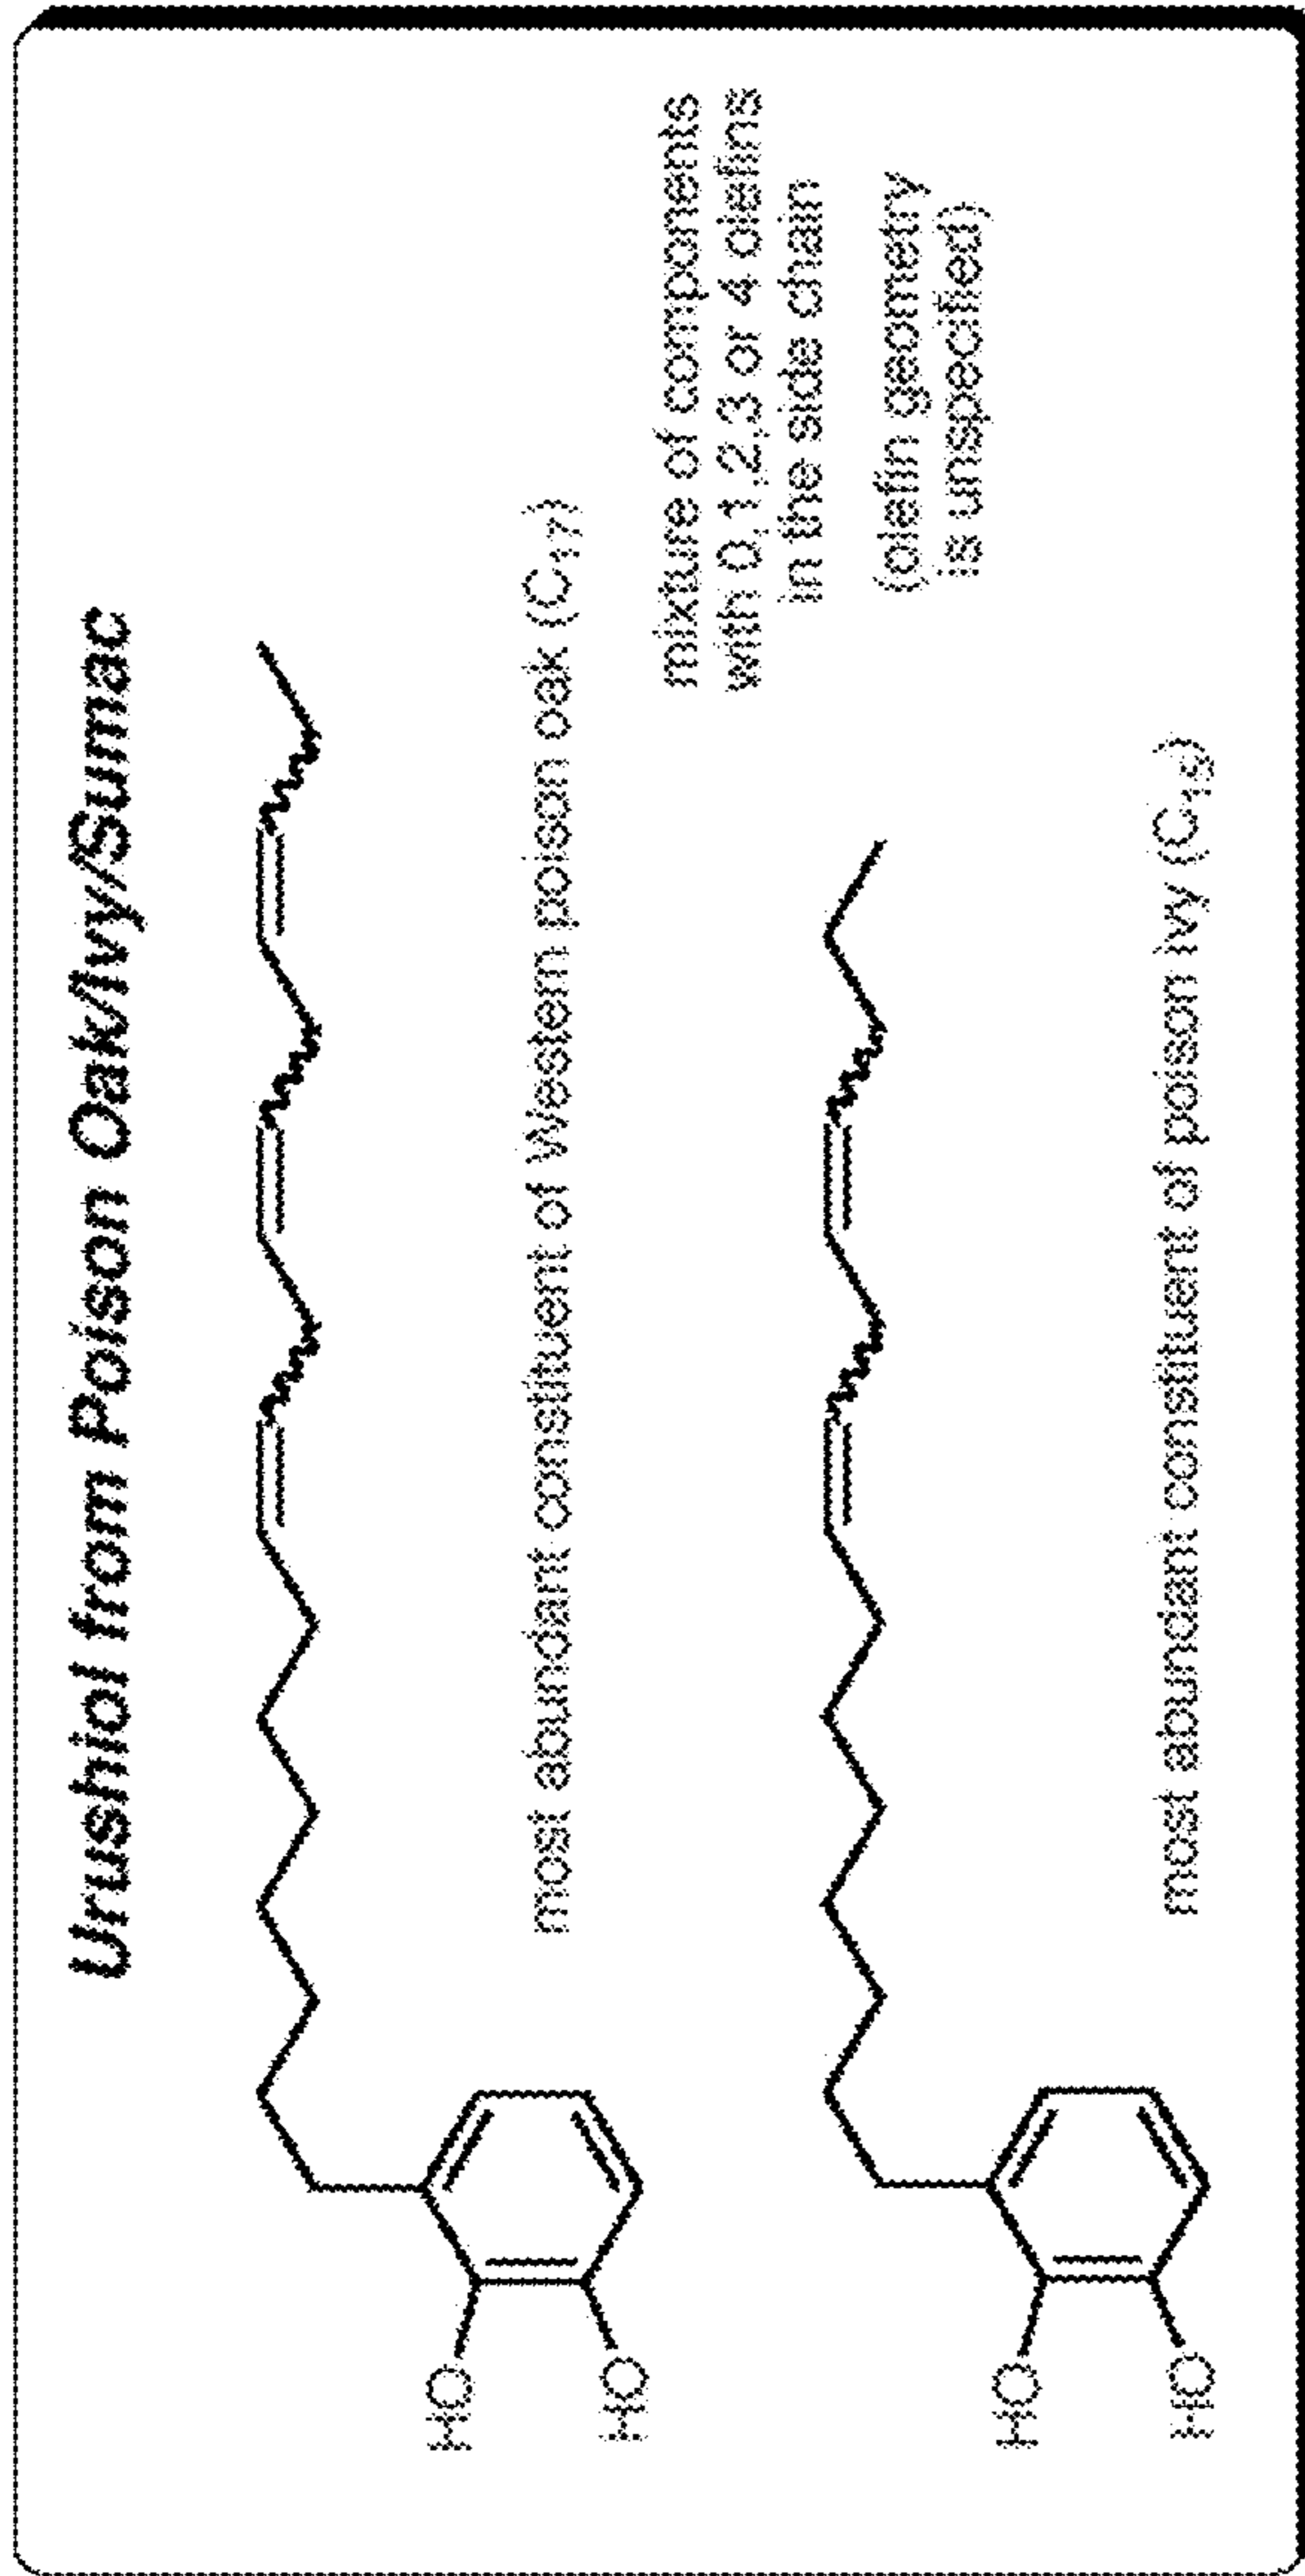 Urushiol from Poison Oak/Ivy/Sumac
HO
HO
most abundant constituent of Western poison oak (C17)
mixture of components
with 0,1,2,3 or 4 olefins
in the side chain
(olefin geometry
is unspecified)
HO
HO
most abundant constituent of poison ivy (C15)